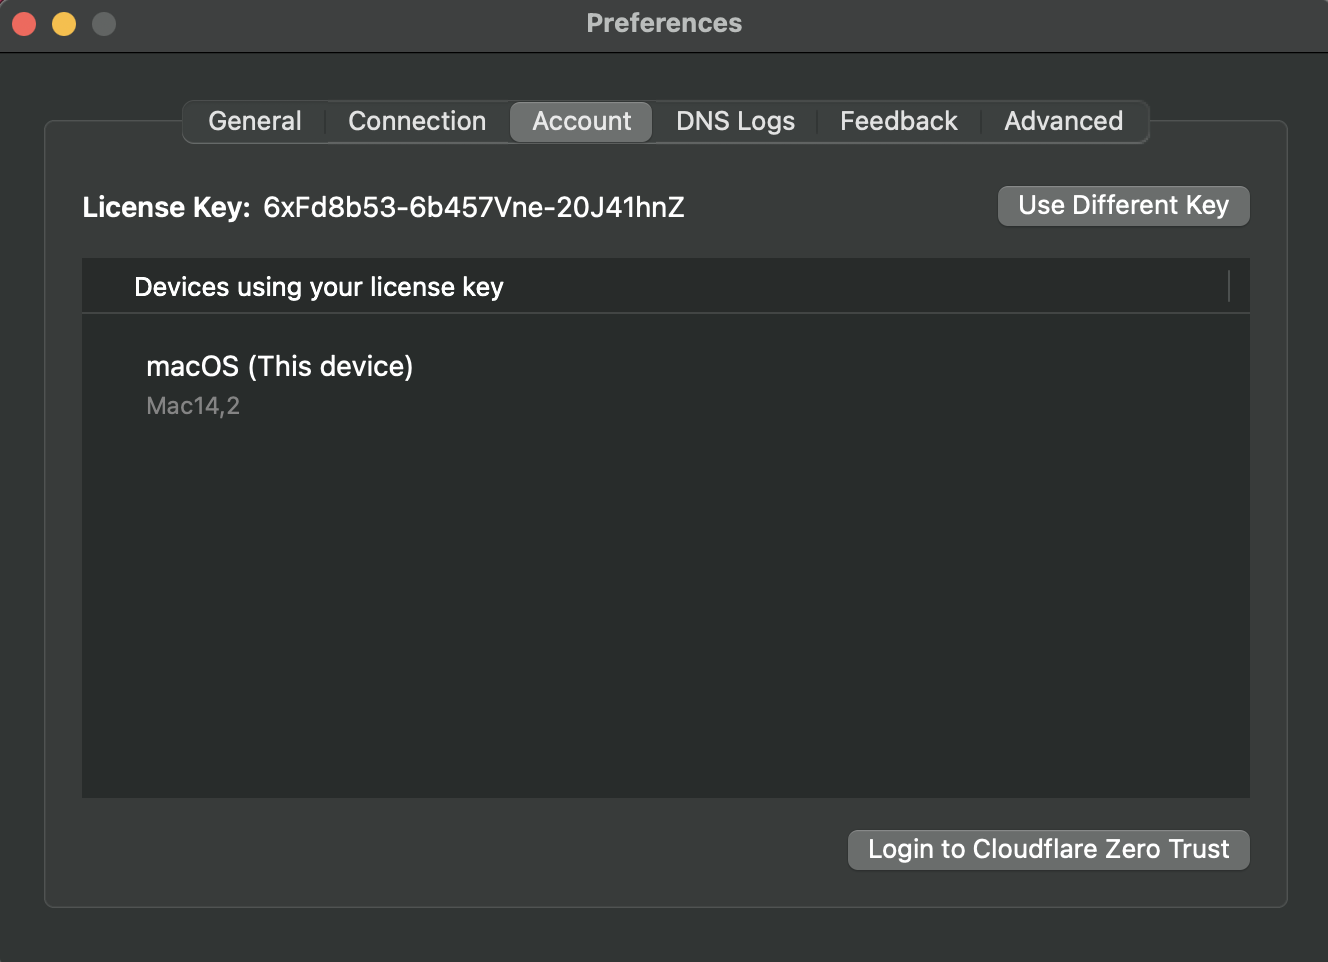 Preferences
General Connection Account DNS Logs Feedback Advanced
License Key: 6xFd8b53-6b457Vne-20J41hnZ Use Different Key
Devices using your license key
macOS (This device)
Mac14,2
Login to Cloudflare Zero Trust